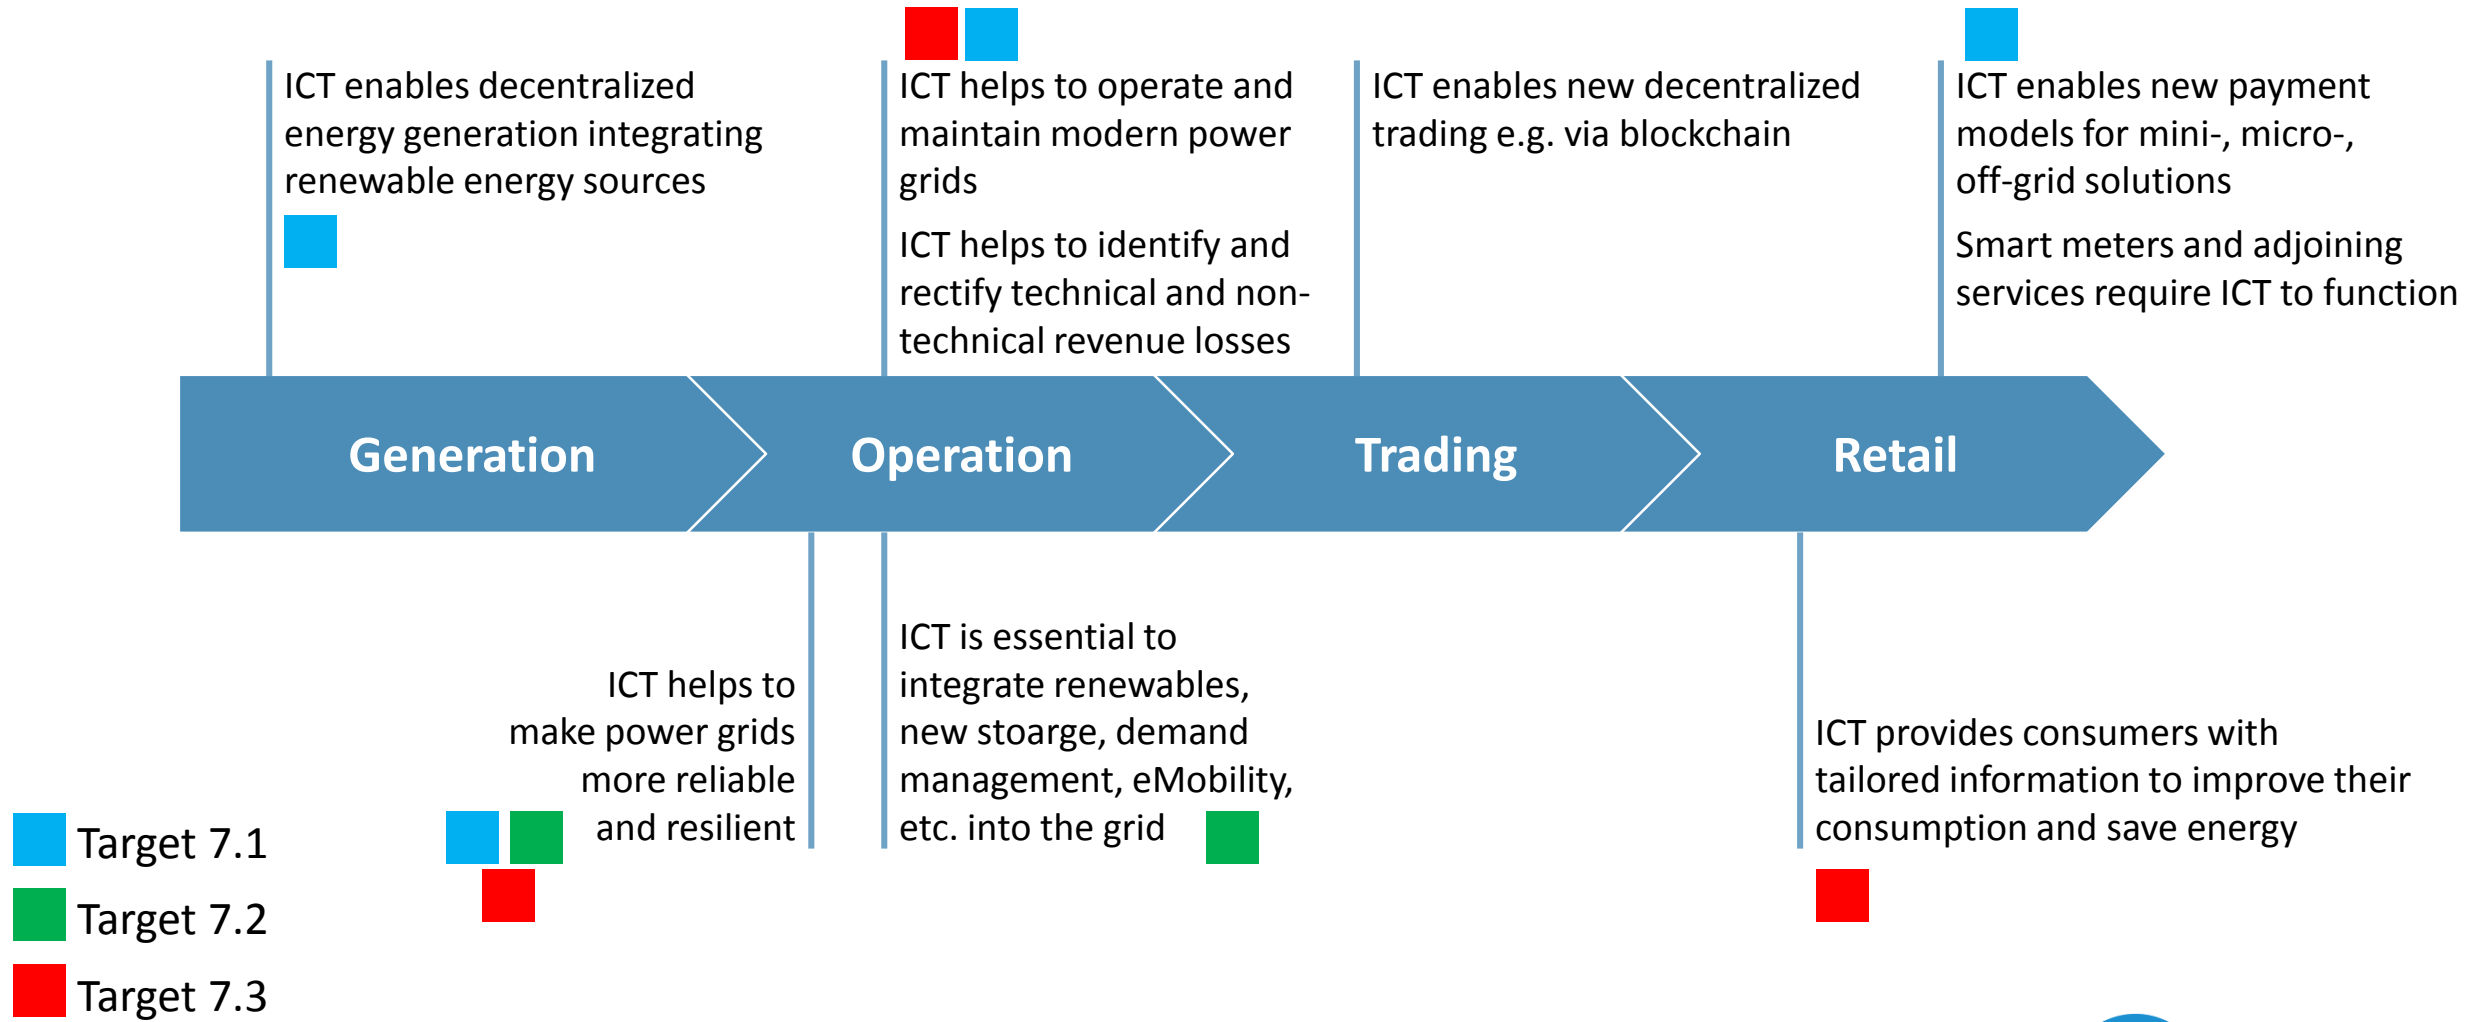 ICT enables decentralized
energy generation integrating
renewable energy sources
ICT helps to operate and
maintain modern power
grids
ICT helps to identify and
rectify technical and non-
technical revenue losses
ICT enables new decentralized
trading e.g. via blockchain
ICT enables new payment
models for mini-, micro-,
off-grid solutions
Smart meters and adjoining
services require ICT to function
Generation
Operation
Trading
Retail
ICT helps to
make power grids
more reliable
and resilient
ICT is essential to
integrate renewables,
new stoarge, demand
management, eMobility,
etc. into the grid
ICT provides consumers with
tailored information to improve their
consumption and save energy
Target 7.1
Target 7.2
Target 7.3